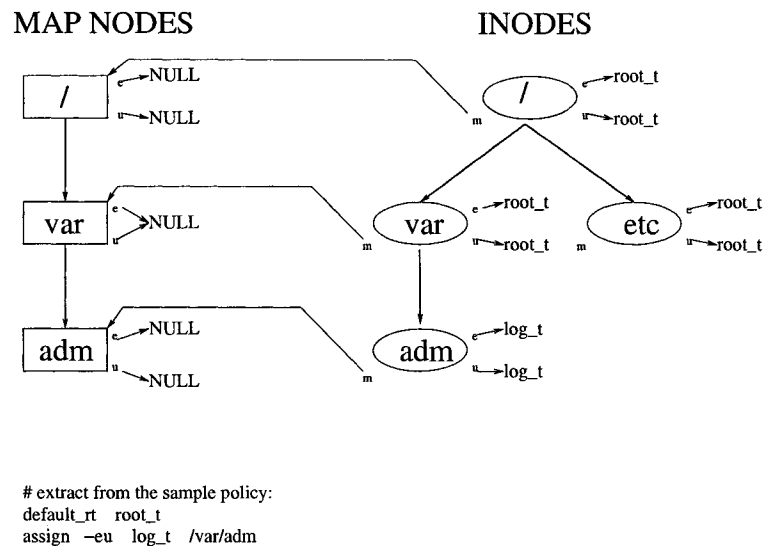 MAP NODES INODES
/ e NULL / e root_t
u NULL m u root_t
var e NULL var e root_t etc e root_t
u m u root_t m u root_t
adm e NULL adm e log_t
u NULL m u log_t
# extract from the sample policy:
default_rt root_t
assign –eu log_t /var/adm